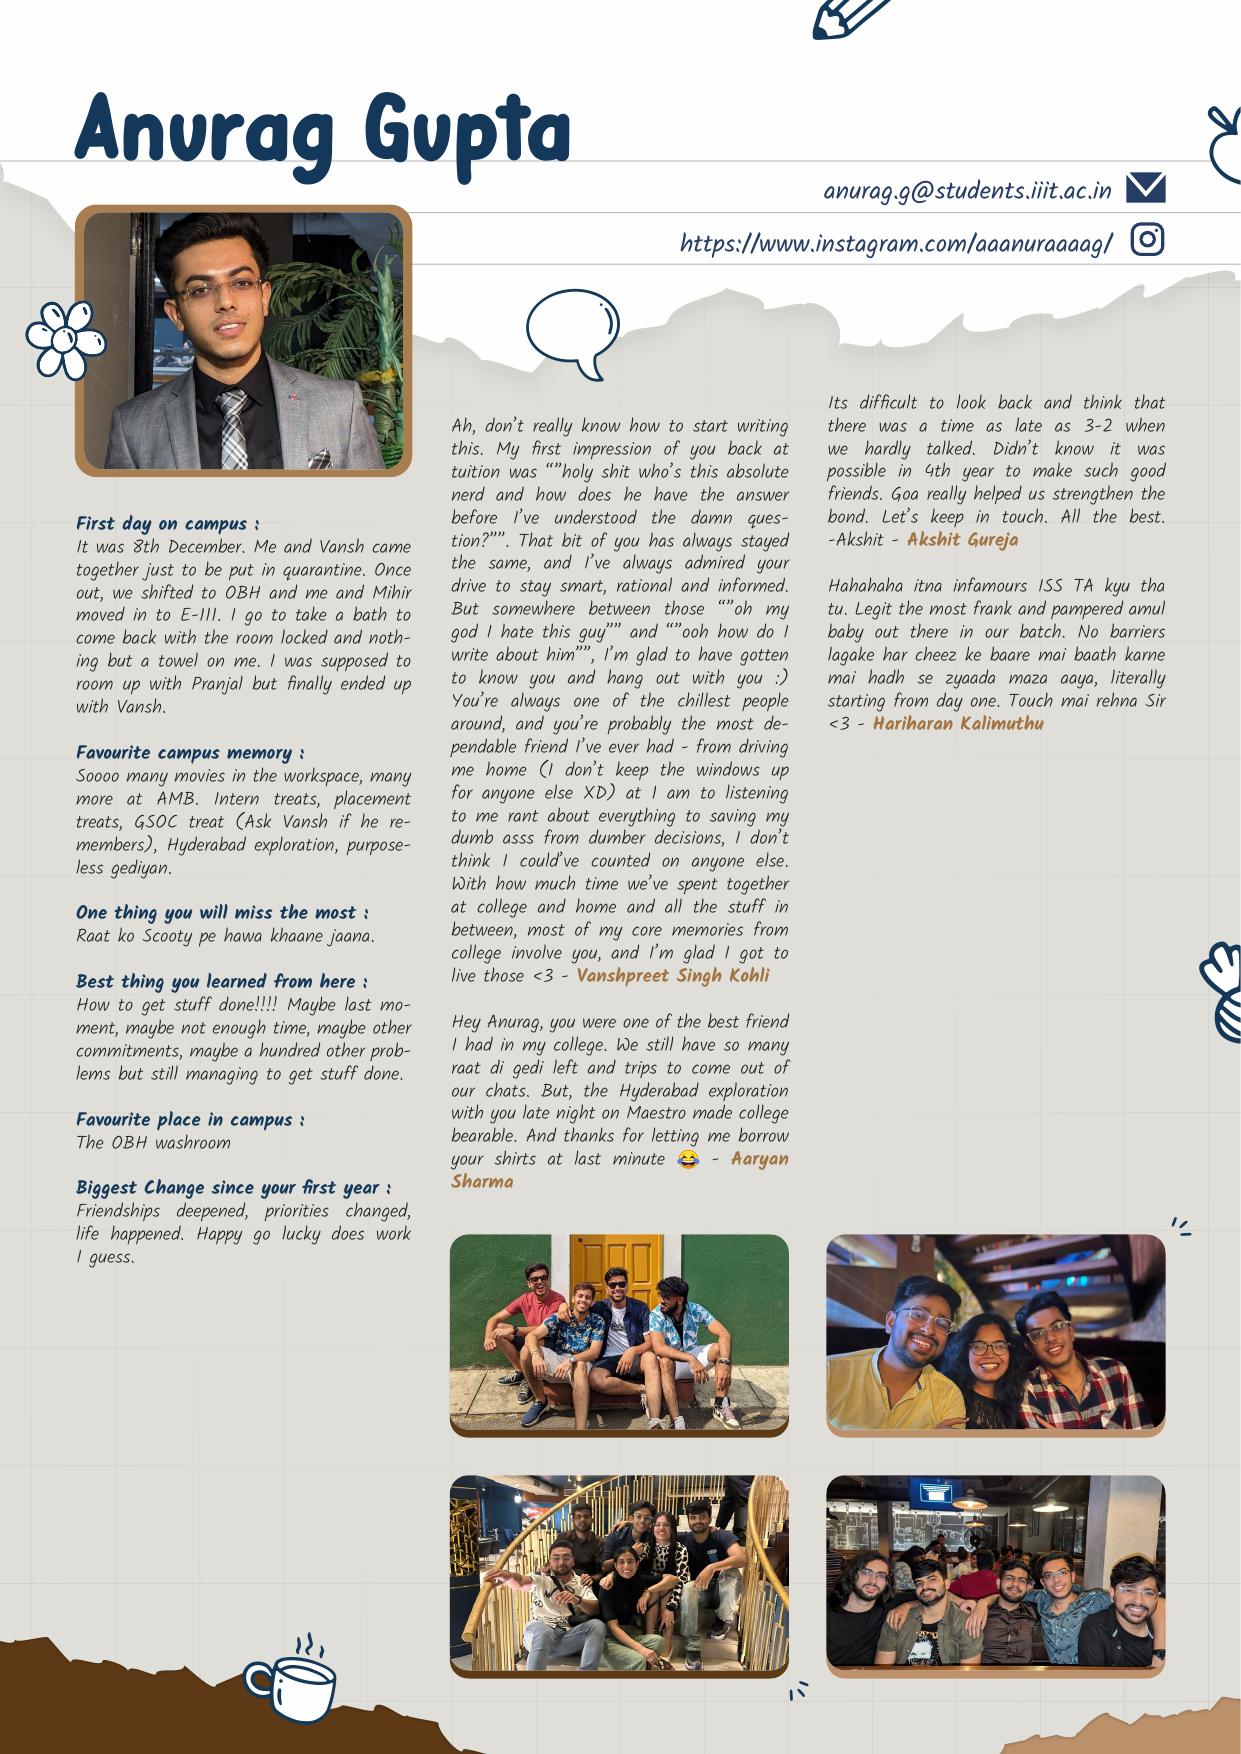 Anurag Gupta
anurag.g@students.iiit.ac.in
https://www.instagram.com/aaanuraaaag/
First day on campus :
It was 8th December. Me and Vansh came
together just to be put in quarantine. Once
out, we shifted to OBH and me and Mihir
moved in to E-III. I go to take a bath to
come back with the room locked and noth-
ing but a towel on me. I was supposed to
room up with Pranjal but finally ended up
with Vansh.
Favourite campus memory :
Soooo many movies in the workspace, many
more at AMB. Intern treats, placement
treats, GSOC treat (Ask Vansh if he re-
members), Hyderabad exploration, purpose-
less gediyan.
One thing you will miss the most :
Raat ko Scooty pe hawa khaane jaana.
Best thing you learned from here :
How to get stuff done!!!! Maybe last mo-
ment, maybe not enough time, maybe other
commitments, maybe a hundred other prob-
lems but still managing to get stuff done.
Favourite place in campus :
The OBH washroom
Biggest Change since your first year :
Friendships deepened, priorities changed,
life happened. Happy go lucky does work
I guess.
Ah, don’t really know how to start writing
this. My first impression of you back at
tuition was “”holy shit who’s this absolute
nerd and how does he have the answer
before I’ve understood the damn ques-
tion?””. That bit of you has always stayed
the same, and I’ve always admired your
drive to stay smart, rational and informed.
But somewhere between those “”oh my
god I hate this guy”” and “”ooh how do I
write about him””, I’m glad to have gotten
to know you and hang out with you :)
You’re always one of the chillest people
around, and you’re probably the most de-
pendable friend I’ve ever had - from driving
me home (I don’t keep the windows up
for anyone else XD) at 1 am to listening
to me rant about everything to saving my
dumb asss from dumber decisions, I don’t
think I could’ve counted on anyone else.
With how much time we’ve spent together
at college and home and all the stuff in
between, most of my core memories from
college involve you, and I’m glad I got to
live those <3 - Vanshpreet Singh Kohli
Hey Anurag, you were one of the best friend
I had in my college. We still have so many
raat di gedi left and trips to come out of
our chats. But, the Hyderabad exploration
with you late night on Maestro made college
bearable. And thanks for letting me borrow
your shirts at last minute 😂 - Aaryan
Sharma
Its difficult to look back and think that
there was a time as late as 3-2 when
we hardly talked. Didn’t know it was
possible in 4th year to make such good
friends. Goa really helped us strengthen the
bond. Let’s keep in touch. All the best.
-Akshit - Akshit Gureja
Hahahaha itna infamours ISS TA kyu tha
tu. Legit the most frank and pampered amul
baby out there in our batch. No barriers
lagake har cheez ke baare mai baath karne
mai hadh se zyaada maza aaya, literally
starting from day one. Touch mai rehna Sir
<3 - Hariharan Kalimuthu